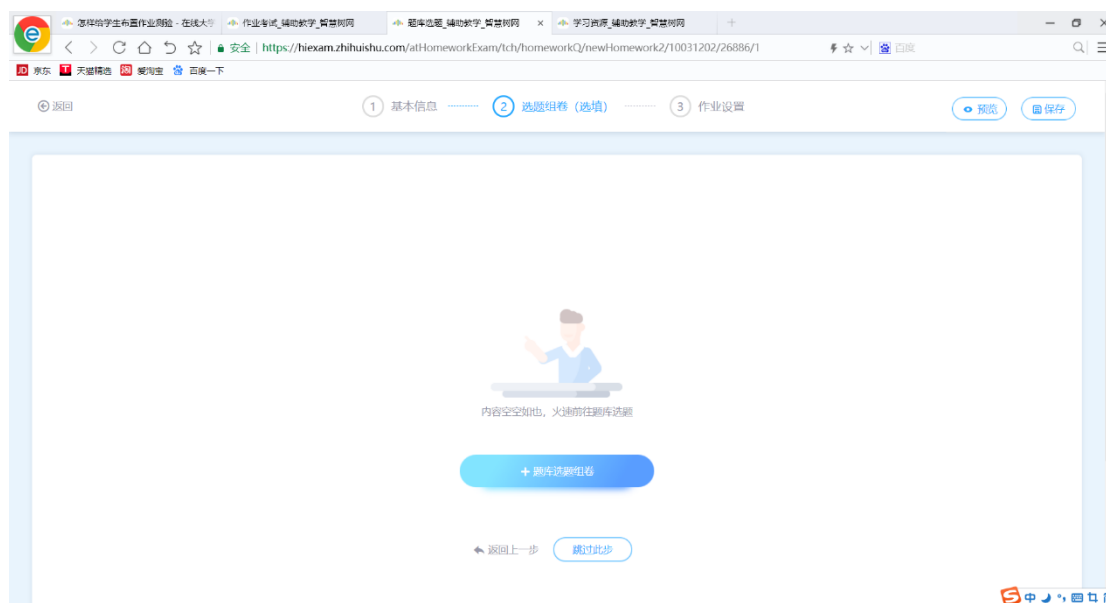 怎样给学生布置作业测验 - 在线大学
作业考试_辅助教学_智慧树网
题库选题_辅助教学_智慧树网
学习资源_辅助教学_智慧树网
安全 | https://hiexam.zhihuishu.com/atHomeworkExam/tch/homeworkQ/newHomework2/10031202/26886/1
百度
JD 京东
T 天猫精选
淘 爱淘宝
百度一下
返回
1 基本信息
2 选题组卷（选填）
3 作业设置
预览
保存
内容空空如也，火速前往题库选题
+ 题库选题组卷
返回上一步
跳过此步
中